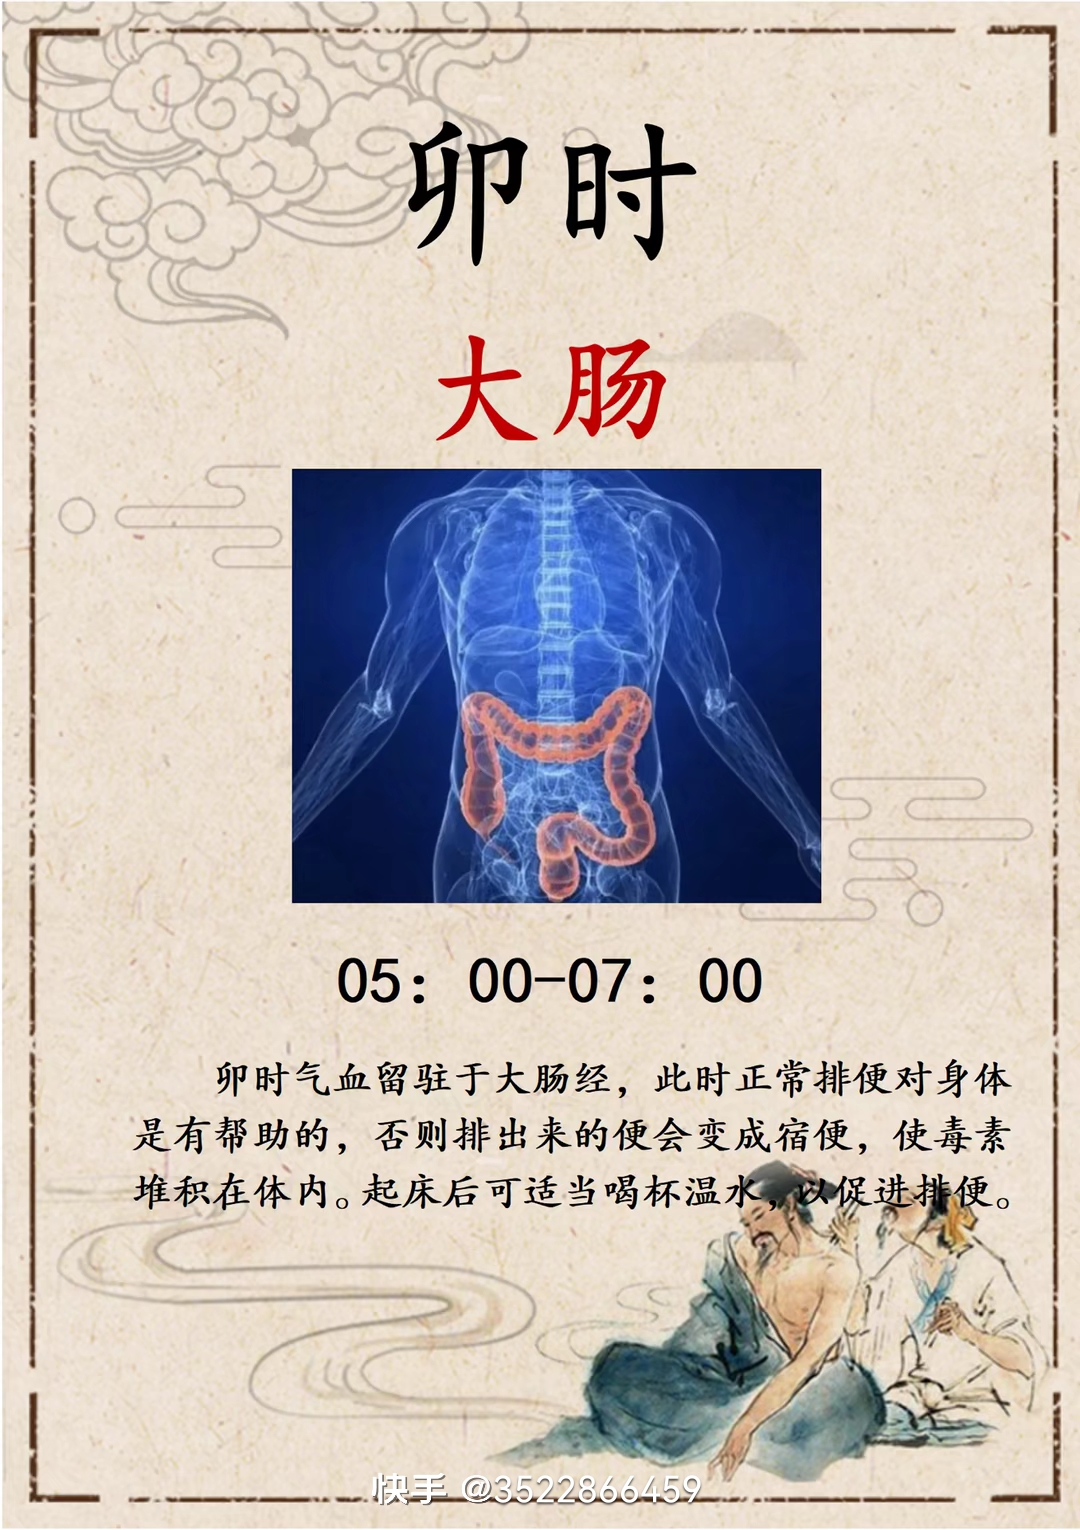 卯时
大肠
05：00-07：00
卯时气血留驻于大肠经，此时正常排便对身体
是有帮助的，否则排出来的便会变成宿便，使毒素
堆积在体内。起床后可适当喝杯温水，以促进排便。
快手 @3522866459